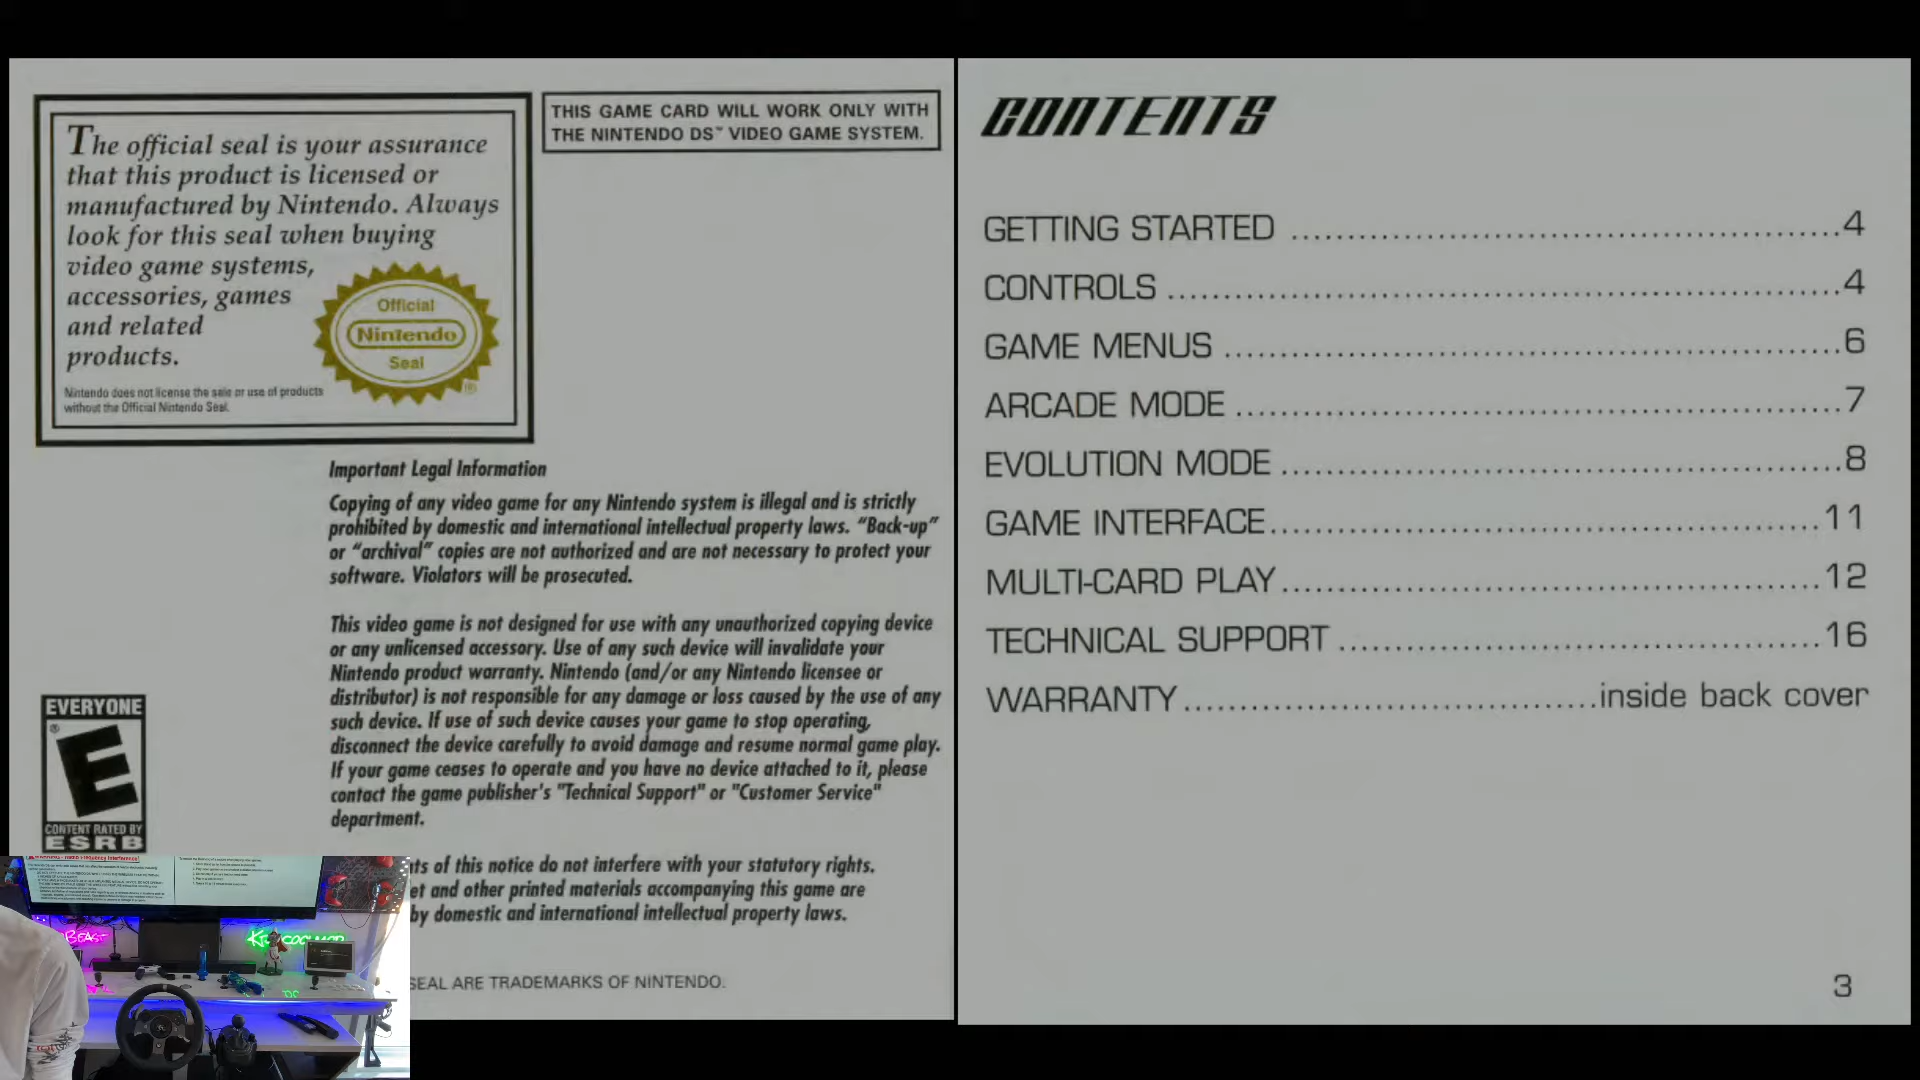 The official seal is your assurance
that this product is licensed or
manufactured by Nintendo. Always
look for this seal when buying
video game systems,
accessories, games
and related
products.
Official
Nintendo
Seal
®
Nintendo does not license the sale or use of products
without the Official Nintendo Seal.
THIS GAME CARD WILL WORK ONLY WITH
THE NINTENDO DS™ VIDEO GAME SYSTEM.
Important Legal Information
Copying of any video game for any Nintendo system is illegal and is strictly
prohibited by domestic and international intellectual property laws. “Back-up”
or “archival” copies are not authorized and are not necessary to protect your
software. Violators will be prosecuted.
This video game is not designed for use with any unauthorized copying device
or any unlicensed accessory. Use of any such device will invalidate your
Nintendo product warranty. Nintendo (and/or any Nintendo licensee or
distributor) is not responsible for any damage or loss caused by the use of any
such device. If use of such device causes your game to stop operating,
disconnect the device carefully to avoid damage and resume normal game play.
If your game ceases to operate and you have no device attached to it, please
contact the game publisher's "Technical Support" or "Customer Service"
department.
ts of this notice do not interfere with your statutory rights.
et and other printed materials accompanying this game are
by domestic and international intellectual property laws.
SEAL ARE TRADEMARKS OF NINTENDO.
EVERYONE
®
E
CONTENT RATED BY
ESRB
BEAST
CONTENTS
GETTING STARTED ........................................ 4
CONTROLS ........................................ 4
GAME MENUS ........................................ 6
ARCADE MODE ........................................ 7
EVOLUTION MODE ........................................ 8
GAME INTERFACE ........................................ 11
MULTI-CARD PLAY ........................................ 12
TECHNICAL SUPPORT ........................................ 16
WARRANTY ........................................ inside back cover
3